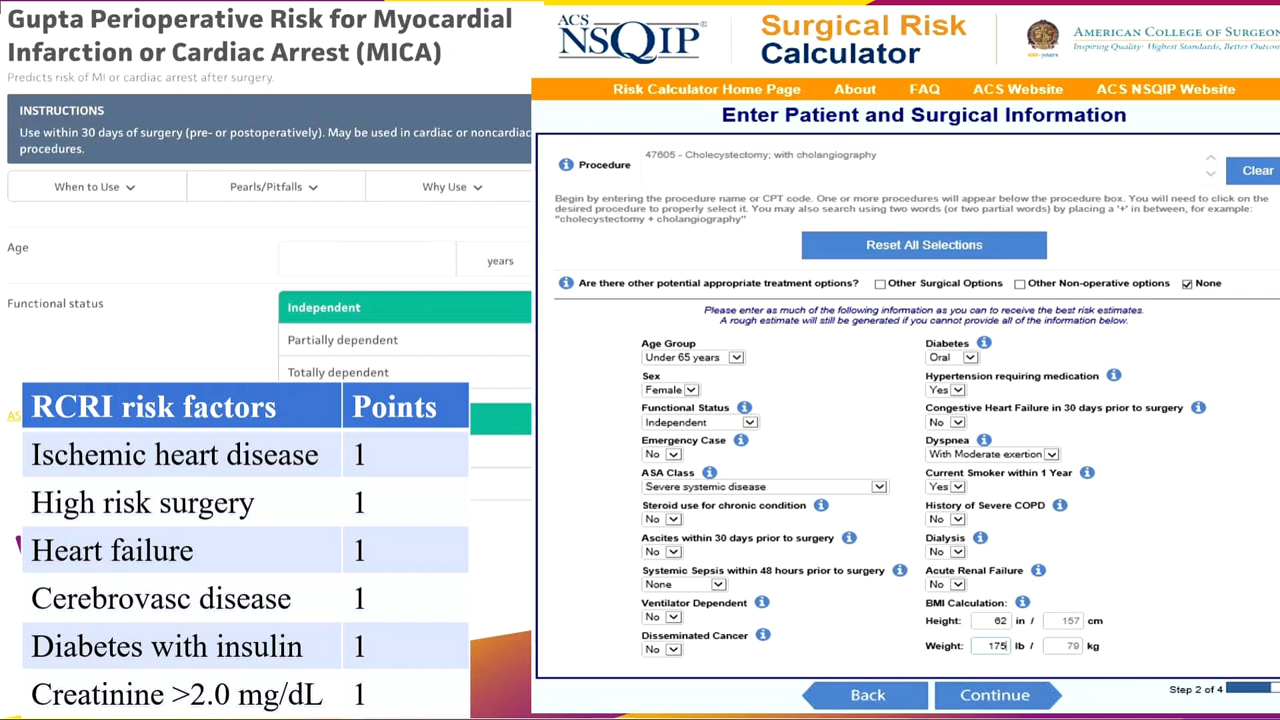 Gupta Perioperative Risk for Myocardial
Infarction or Cardiac Arrest (MICA)
Predicts risk of MI or cardiac arrest after surgery.
INSTRUCTIONS
Use within 30 days of surgery (pre- or postoperatively). May be used in cardiac or noncardiac
procedures.
When to Use
Pearls/Pitfalls
Why Use
Age
years
Functional status
Independent
Partially dependent
Totally dependent
AS
RCRI risk factors Points
Ischemic heart disease 1
High risk surgery 1
Heart failure 1
Cerebrovasc disease 1
Diabetes with insulin 1
Creatinine >2.0 mg/dL 1
ACS
NSQIP®
Surgical Risk
Calculator
AMERICAN COLLEGE OF SURGEON
Inspiring Quality: Highest Standards, Better Outcom
100+years
Risk Calculator Home Page About FAQ ACS Website ACS NSQIP Website
Enter Patient and Surgical Information
Procedure
47605 - Cholecystectomy; with cholangiography
Clear
Begin by entering the procedure name or CPT code. One or more procedures will appear below the procedure box. You will need to click on the
desired procedure to properly select it. You may also search using two words (or two partial words) by placing a '+' in between, for example:
"cholecystectomy + cholangiography"
Reset All Selections
Are there other potential appropriate treatment options? Other Surgical Options Other Non-operative options None
Please enter as much of the following information as you can to receive the best risk estimates.
A rough estimate will still be generated if you cannot provide all of the information below.
Age Group
Under 65 years
Sex
Female
Functional Status
Independent
Emergency Case
No
ASA Class
Severe systemic disease
Steroid use for chronic condition
No
Ascites within 30 days prior to surgery
No
Systemic Sepsis within 48 hours prior to surgery
None
Ventilator Dependent
No
Disseminated Cancer
No
Diabetes
Oral
Hypertension requiring medication
Yes
Congestive Heart Failure in 30 days prior to surgery
No
Dyspnea
With Moderate exertion
Current Smoker within 1 Year
Yes
History of Severe COPD
No
Dialysis
No
Acute Renal Failure
No
BMI Calculation:
Height: 62 in / 157 cm
Weight: 175 lb / 79 kg
Back
Continue
Step 2 of 4